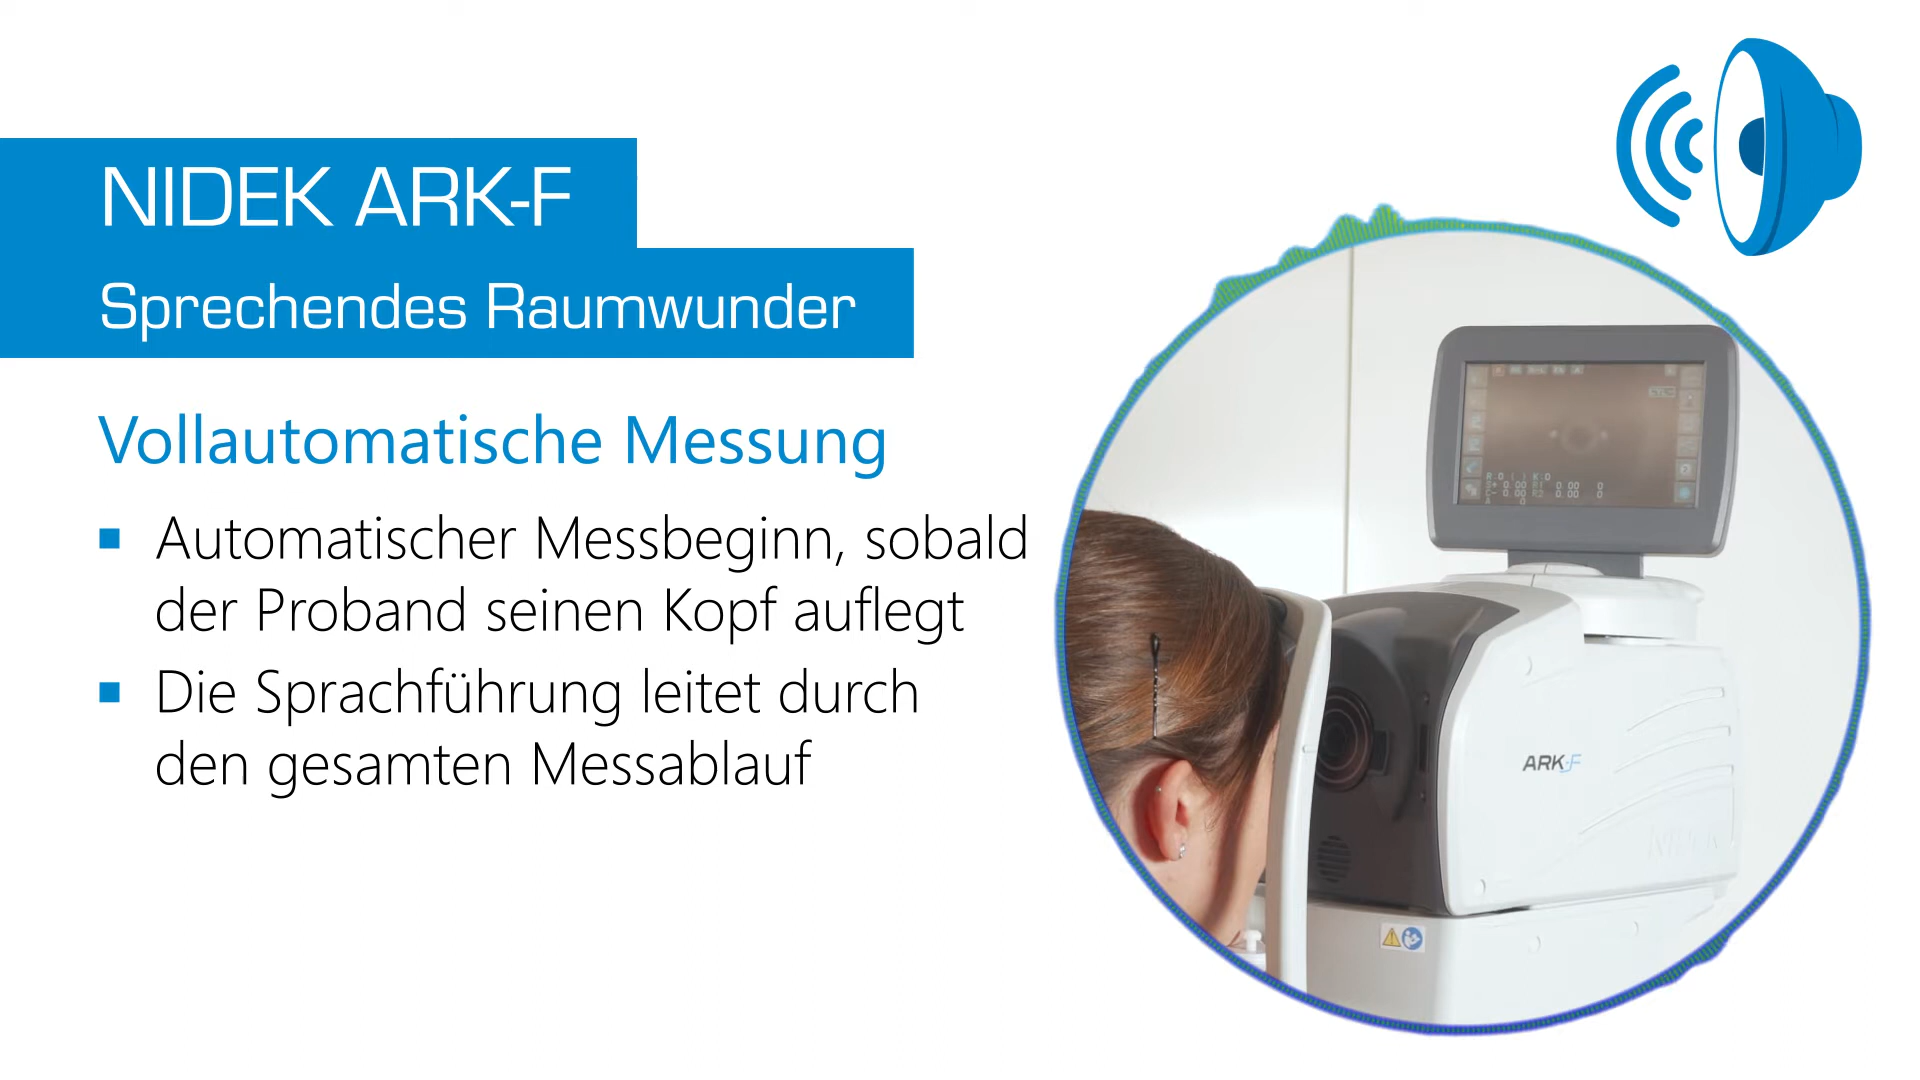 NIDEK ARK-F
Sprechendes Raumwunder
Vollautomatische Messung
Automatischer Messbeginn, sobald
der Proband seinen Kopf auflegt
Die Sprachführung leitet durch
den gesamten Messablauf
ARK-F
NIDEK